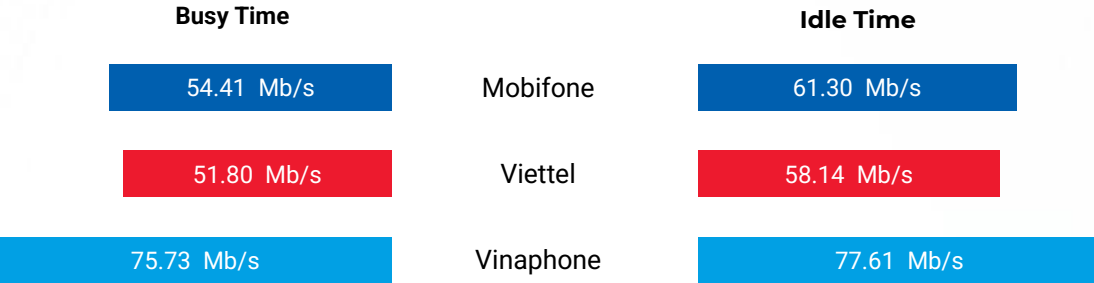 Busy Time
Idle Time
54.41 Mb/s Mobifone 61.30 Mb/s
51.80 Mb/s Viettel 58.14 Mb/s
75.73 Mb/s Vinaphone 77.61 Mb/s